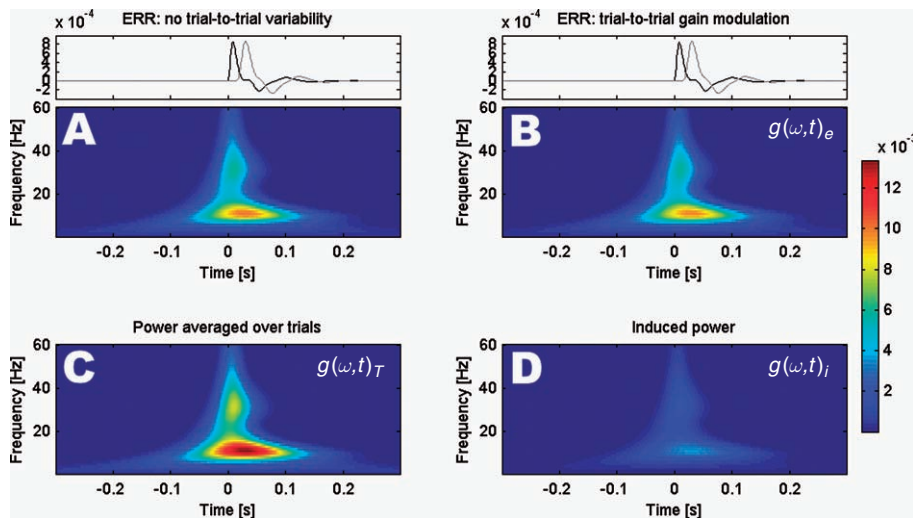 ERR: no trial-to-trial variability
ERR: trial-to-trial gain modulation
x 10⁻⁴
8
6
4
2
0
-2
x 10⁻⁴
8
6
4
2
0
-2
A
Frequency [Hz]
60
40
20
-0.2 -0.1 0 0.1 0.2
Time [s]
B
g(ω,t)e
Frequency [Hz]
60
40
20
-0.2 -0.1 0 0.1 0.2
Time [s]
x 10⁻³
12
10
8
6
4
2
Power averaged over trials
C
g(ω,t)T
Frequency [Hz]
60
40
20
-0.2 -0.1 0 0.1 0.2
Time [s]
Induced power
D
g(ω,t)i
Frequency [Hz]
60
40
20
-0.2 -0.1 0 0.1 0.2
Time [s]